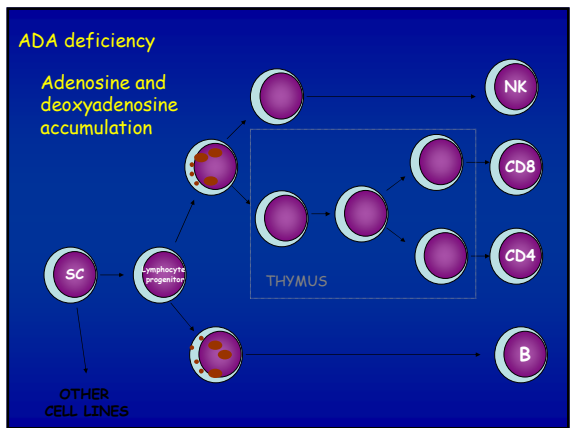 ADA deficiency
Adenosine and
deoxyadenosine
accumulation
NK
CD8
SC
Lymphocyte
progenitor
CD4
THYMUS
B
OTHER
CELL LINES